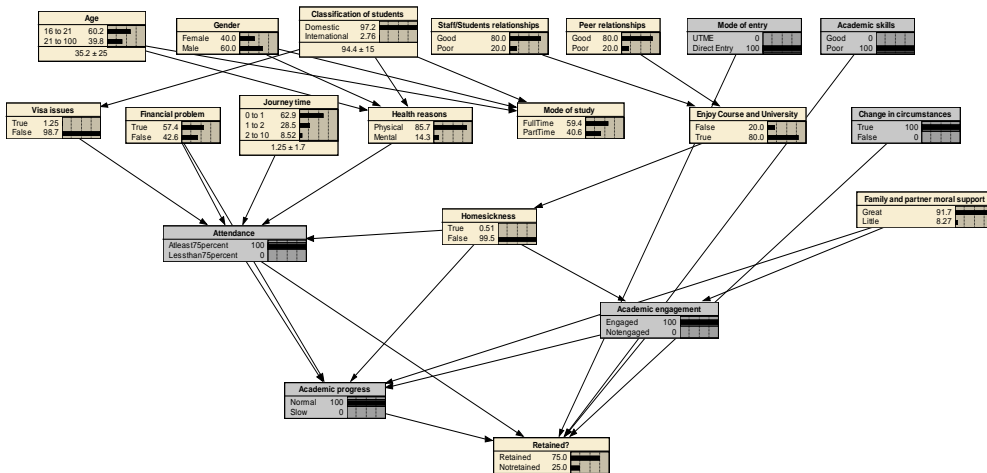 Age
16 to 21 60.2
21 to 100 39.8
35.2 ± 25
Gender
Female 40.0
Male 60.0
Classification of students
Domestic 97.2
International 2.76
94.4 ± 15
Staff/Students relationships
Good 80.0
Poor 20.0
Peer relationships
Good 80.0
Poor 20.0
Mode of entry
UTME 0
Direct Entry 100
Academic skills
Good 0
Poor 100
Visa issues
True 1.25
False 98.7
Financial problem
True 57.4
False 42.6
Journey time
0 to 1 62.9
1 to 2 28.5
2 to 10 8.52
1.25 ± 1.7
Health reasons
Physical 85.7
Mental 14.3
Mode of study
FullTime 59.4
PartTime 40.6
Enjoy Course and University
False 20.0
True 80.0
Change in circumstances
True 100
False 0
Family and partner moral support
Great 91.7
Little 8.27
Attendance
Atleast75percent 100
Lessthan75percent 0
Homesickness
True 0.51
False 99.5
Academic engagement
Engaged 100
Notengaged 0
Academic progress
Normal 100
Slow 0
Retained?
Retained 75.0
Notretained 25.0